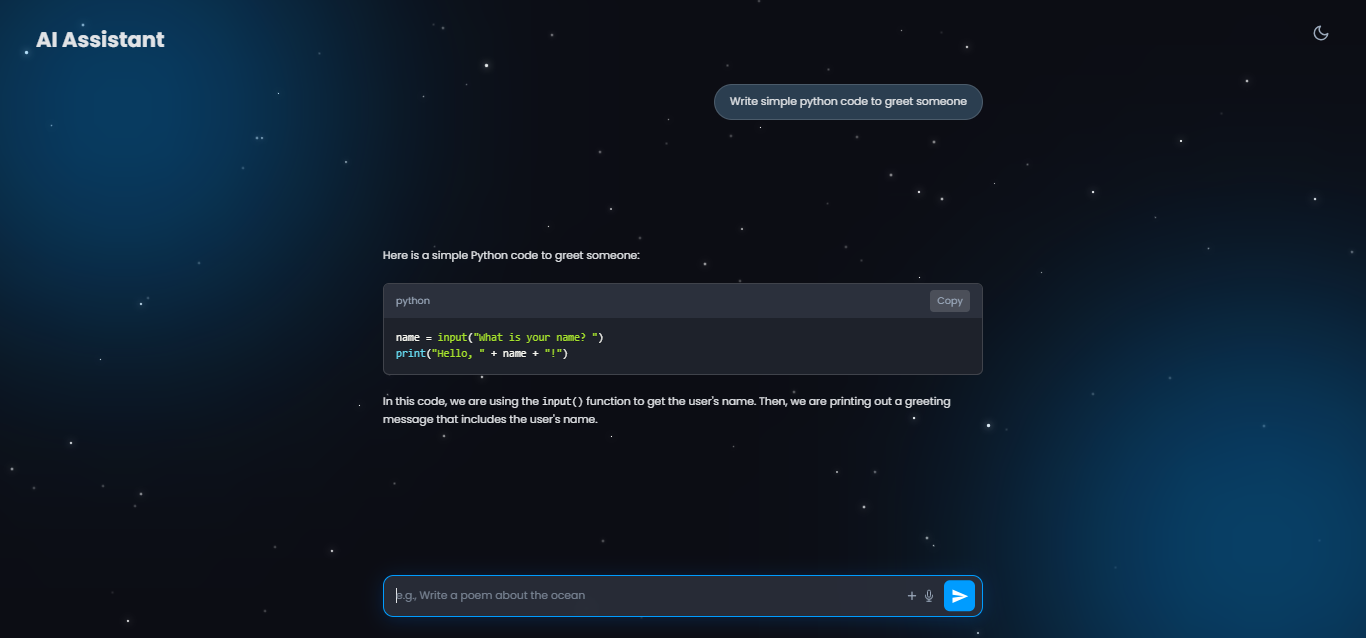 AI Assistant
Write simple python code to greet someone
Here is a simple Python code to greet someone:
python
Copy
name = input("What is your name? ")
print("Hello, " + name + "!")
In this code, we are using the input() function to get the user's name. Then, we are printing out a greeting
message that includes the user's name.
e.g., Write a poem about the ocean